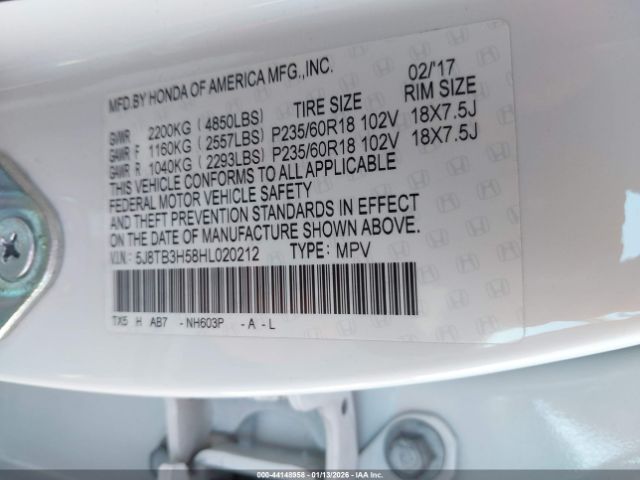 MFD.BY HONDA OF AMERICA MFG.,INC. 02/'17
TIRE SIZE RIM SIZE
GVWR 2200KG (4850LBS)
GAWR F 1160KG (2557LBS) P235/60R18 102V 18X7.5J
GAWR R 1040KG (2293LBS) P235/60R18 102V 18X7.5J
THIS VEHICLE CONFORMS TO ALL APPLICABLE
FEDERAL MOTOR VEHICLE SAFETY
AND THEFT PREVENTION STANDARDS IN EFFECT
ON THE DATE OF MANUFACTURE SHOWN ABOVE.
V.I.N.: 5J8TB3H58HL020212 TYPE: MPV
TX5 H AB7 - NH603P - A - L
000-44148958 - 01/13/2026 - IAA Inc.